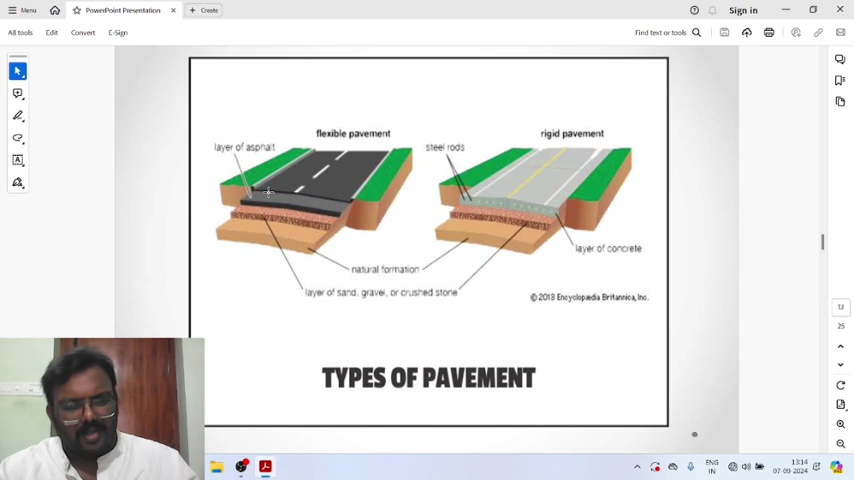 Menu
PowerPoint Presentation
Create
Sign in
All tools
Edit
Convert
E-Sign
Find text or tools
flexible pavement
rigid pavement
layer of asphalt
steel rods
layer of concrete
natural formation
layer of sand, gravel, or crushed stone
© 2013 Encyclopædia Britannica, Inc.
TYPES OF PAVEMENT
13
25
ENG
IN
13:14
07-09-2024